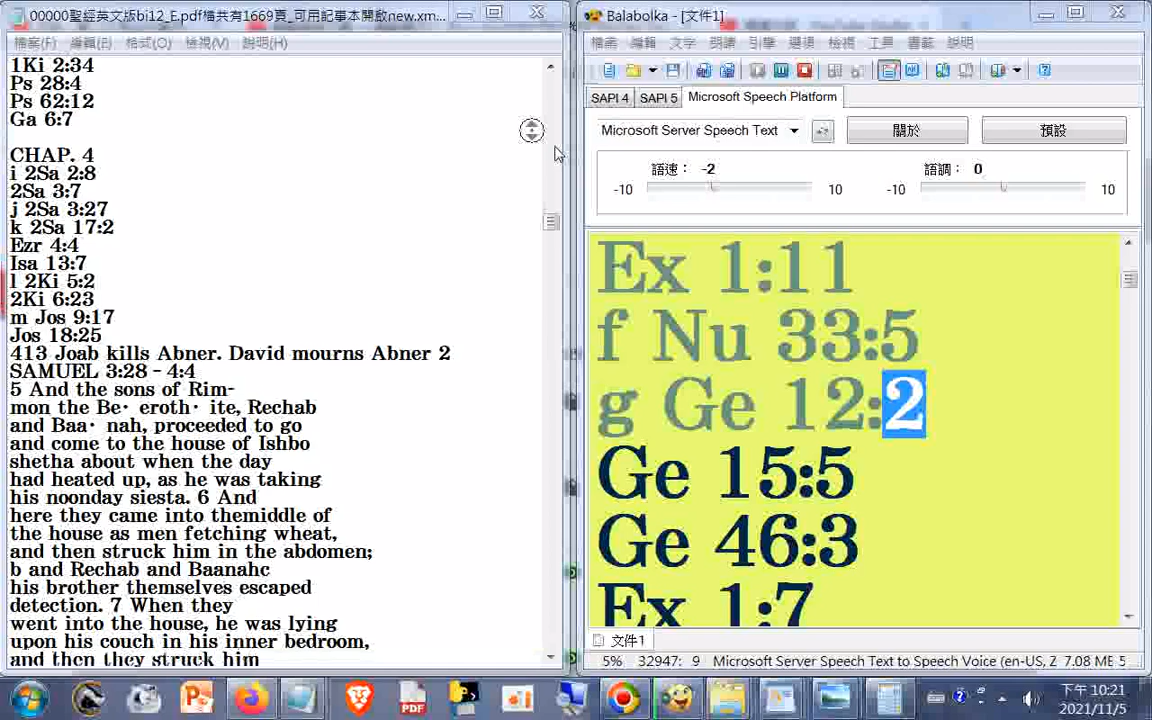 00000聖經英文版bi12_E.pdf檔共有1669頁_可用記事本開啟new.xm...
檔案(F) 編輯(E) 格式(O) 檢視(V) 說明(H)
1Ki 2:34
Ps 28:4
Ps 62:12
Ga 6:7
CHAP. 4
i 2Sa 2:8
2Sa 3:7
j 2Sa 3:27
k 2Sa 17:2
Ezr 4:4
Isa 13:7
l 2Ki 5:2
2Ki 6:23
m Jos 9:17
Jos 18:25
413 Joab kills Abner. David mourns Abner 2
SAMUEL 3:28 - 4:4
5 And the sons of Rim-
mon the Be· eroth· ite, Rechab
and Baa· nah, proceeded to go
and come to the house of Ishbo
shetha about when the day
had heated up, as he was taking
his noonday siesta. 6 And
here they came into themiddle of
the house as men fetching wheat,
and then struck him in the abdomen;
b and Rechab and Baanahc
his brother themselves escaped
detection. 7 When they
went into the house, he was lying
upon his couch in his inner bedroom,
and then they struck him
Balabolka - [文件1]
檔案 編輯 文字 朗讀 引擎 選項 檢視 工具 書籤 說明
SAPI 4 SAPI 5 Microsoft Speech Platform
Microsoft Server Speech Text 關於 預設
語速： -2 語調： 0
-10 10 -10 10
Ex 1:11
f Nu 33:5
g Ge 12:2
Ge 15:5
Ge 46:3
Ex 1:7
文件1
5% 32947: 9 Microsoft Server Speech Text to Speech Voice (en-US, Z 7.08 MB 5
下午 10:21
2021/11/5